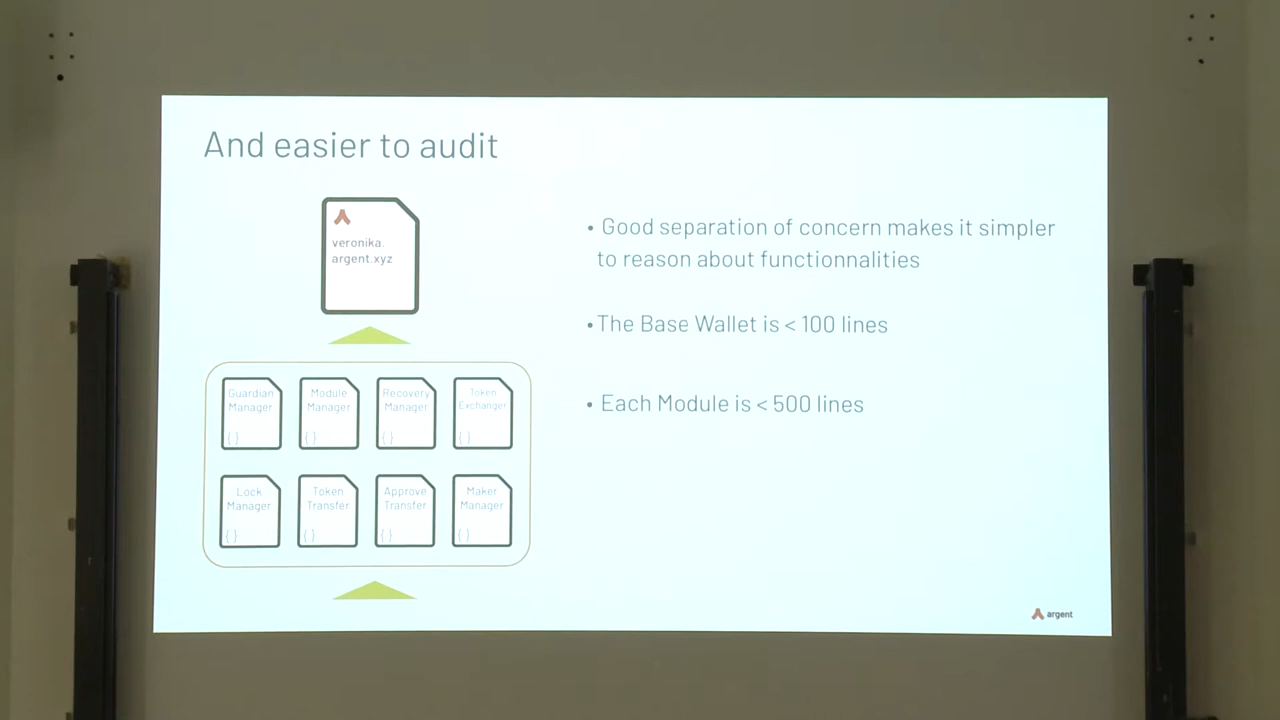 And easier to audit
veronika.
argent.xyz
Guardian
Manager
{ }
Module
Manager
{ }
Recovery
Manager
{ }
Token
Exchanger
{ }
Lock
Manager
{ }
Token
Transfer
{ }
Approve
Transfer
{ }
Maker
Manager
{ }
• Good separation of concern makes it simpler
to reason about functionnalities
• The Base Wallet is < 100 lines
• Each Module is < 500 lines
argent